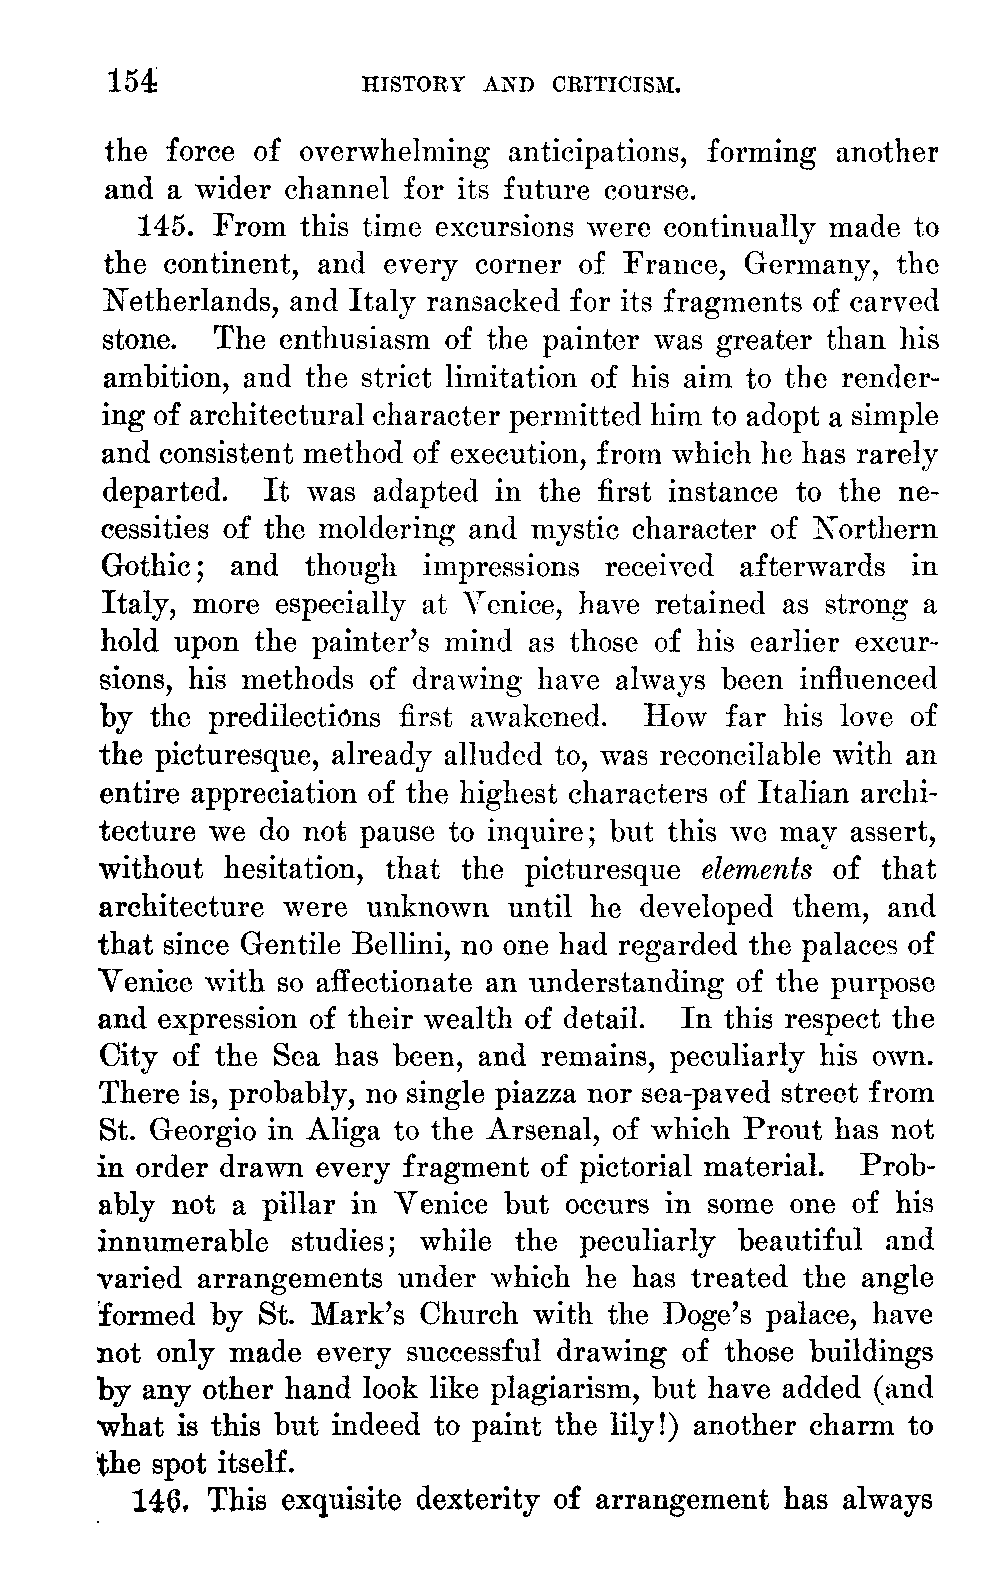 154 HISTORY AND CRITICISM.
the force of overwhelming anticipations, forming another
and a wider channel for its future course.
145. From this time excursions were continually made to
the continent, and every corner of France, Germany, the
Netherlands, and Italy ransacked for its fragments of carved
stone. The enthusiasm of the painter was greater than his
ambition, and the strict limitation of his aim to the render-
ing of architectural character permitted him to adopt a simple
and consistent method of execution, from which he has rarely
departed. It was adapted in the first instance to the ne-
cessities of the moldering and mystic character of Northern
Gothic; and though impressions received afterwards in
Italy, more especially at Venice, have retained as strong a
hold upon the painter's mind as those of his earlier excur-
sions, his methods of drawing have always been influenced
by the predilections first awakened. How far his love of
the picturesque, already alluded to, was reconcilable with an
entire appreciation of the highest characters of Italian archi-
tecture we do not pause to inquire; but this we may assert,
without hesitation, that the picturesque elements of that
architecture were unknown until he developed them, and
that since Gentile Bellini, no one had regarded the palaces of
Venice with so affectionate an understanding of the purpose
and expression of their wealth of detail. In this respect the
City of the Sea has been, and remains, peculiarly his own.
There is, probably, no single piazza nor sea-paved street from
St. Georgio in Aliga to the Arsenal, of which Prout has not
in order drawn every fragment of pictorial material. Prob-
ably not a pillar in Venice but occurs in some one of his
innumerable studies; while the peculiarly beautiful and
varied arrangements under which he has treated the angle
formed by St. Mark's Church with the Doge's palace, have
not only made every successful drawing of those buildings
by any other hand look like plagiarism, but have added (and
what is this but indeed to paint the lily!) another charm to
the spot itself.
146. This exquisite dexterity of arrangement has always